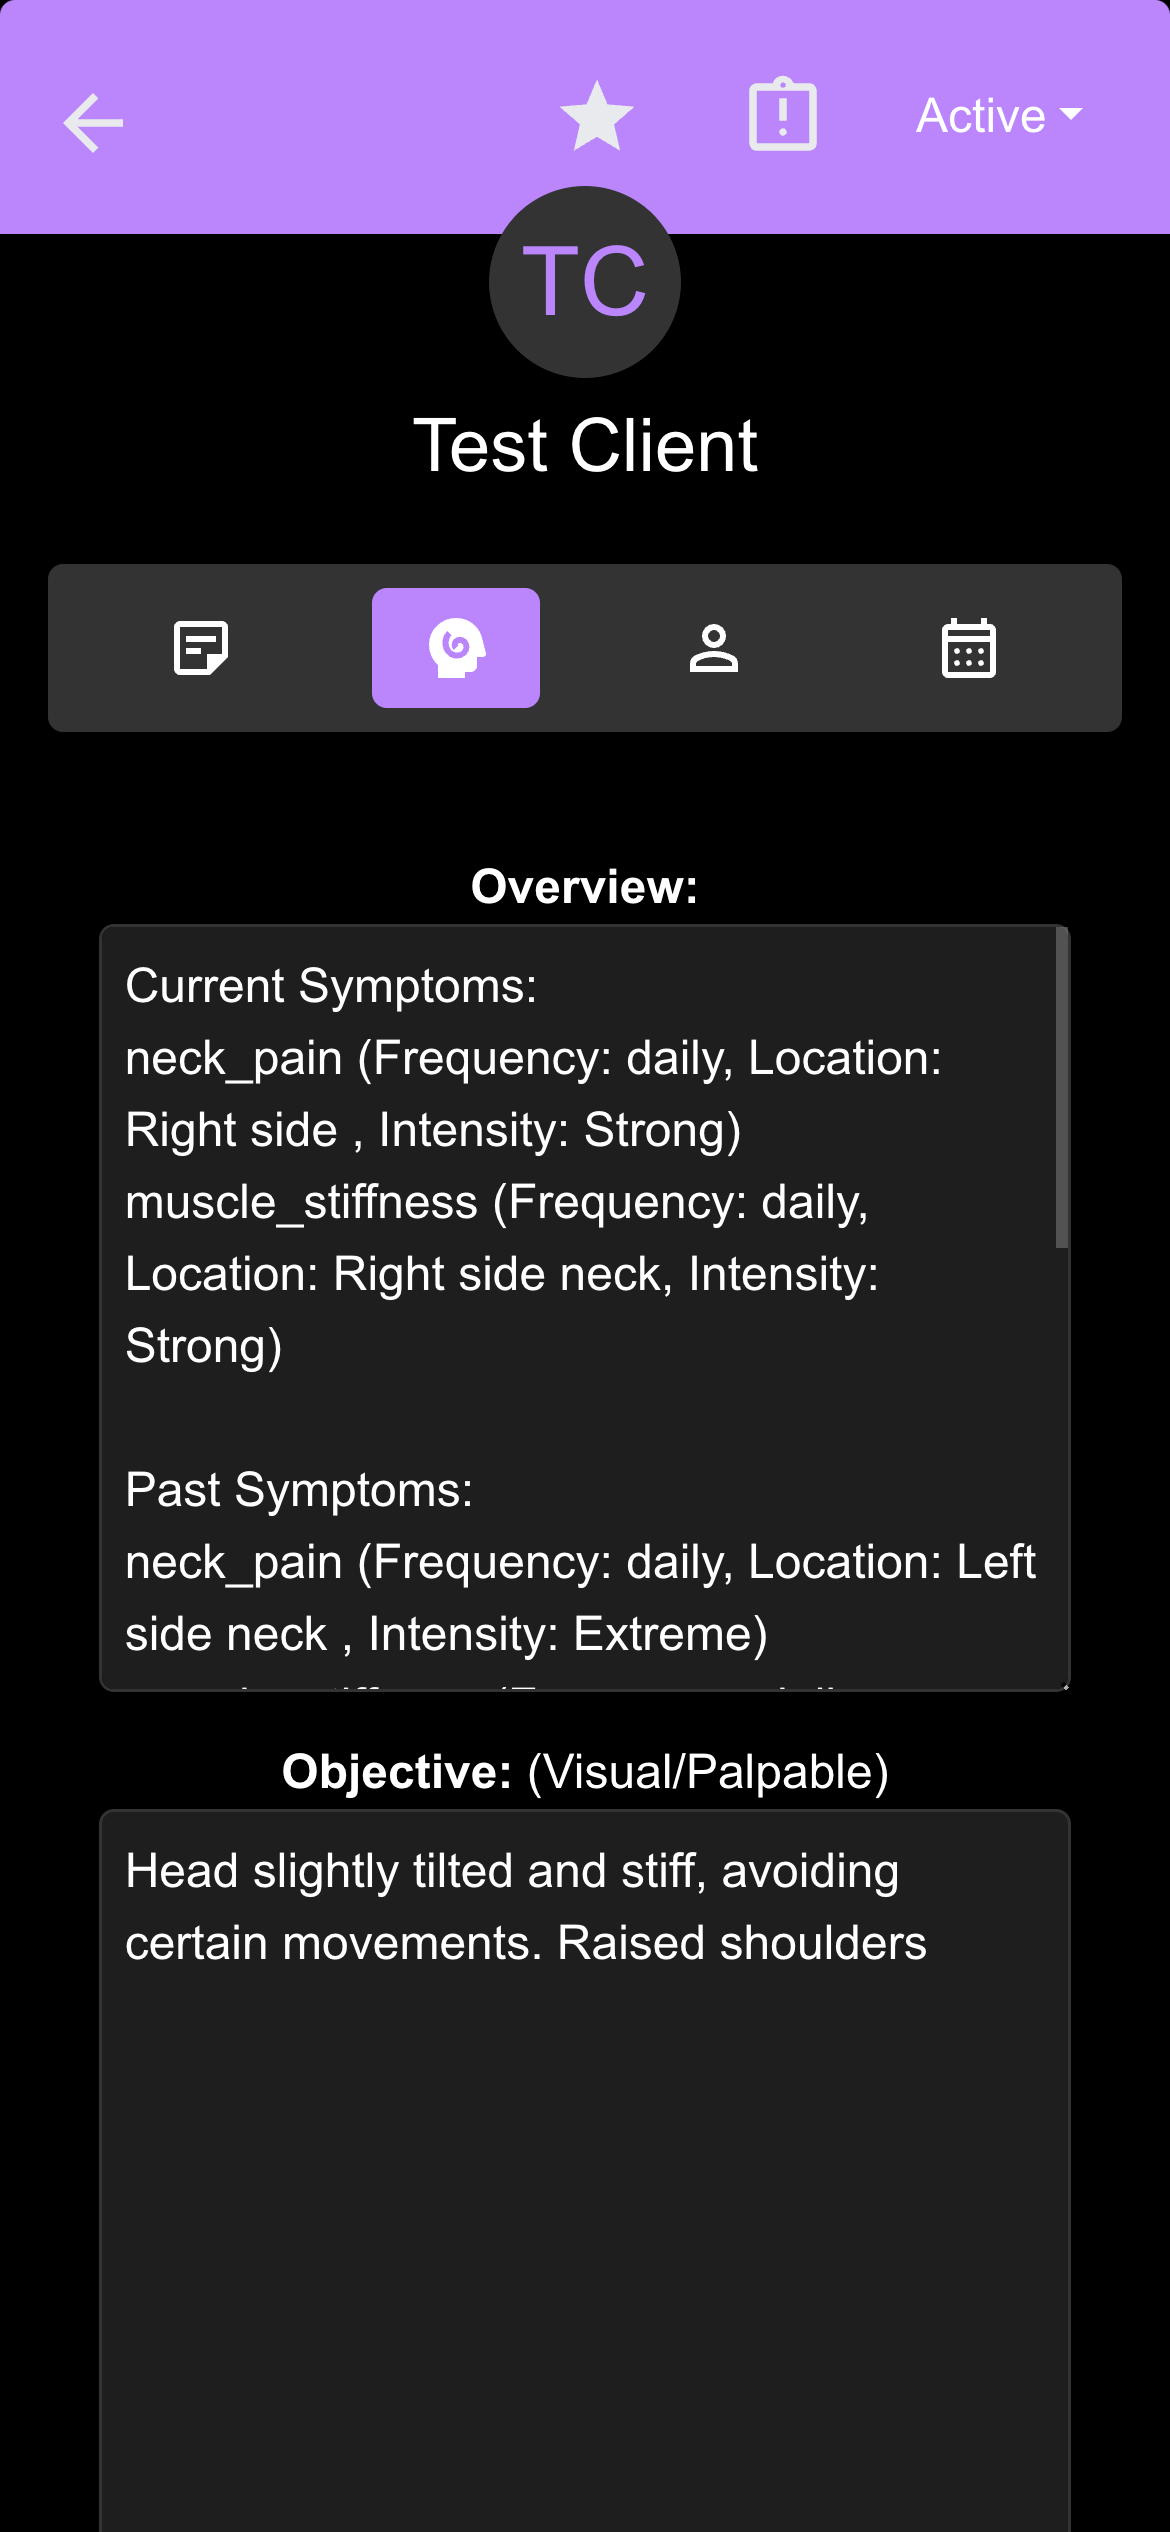 Active
TC
Test Client
Overview:
Current Symptoms:
neck_pain (Frequency: daily, Location:
Right side , Intensity: Strong)
muscle_stiffness (Frequency: daily,
Location: Right side neck, Intensity:
Strong)
Past Symptoms:
neck_pain (Frequency: daily, Location: Left
side neck , Intensity: Extreme)
Objective: (Visual/Palpable)
Head slightly tilted and stiff, avoiding
certain movements. Raised shoulders